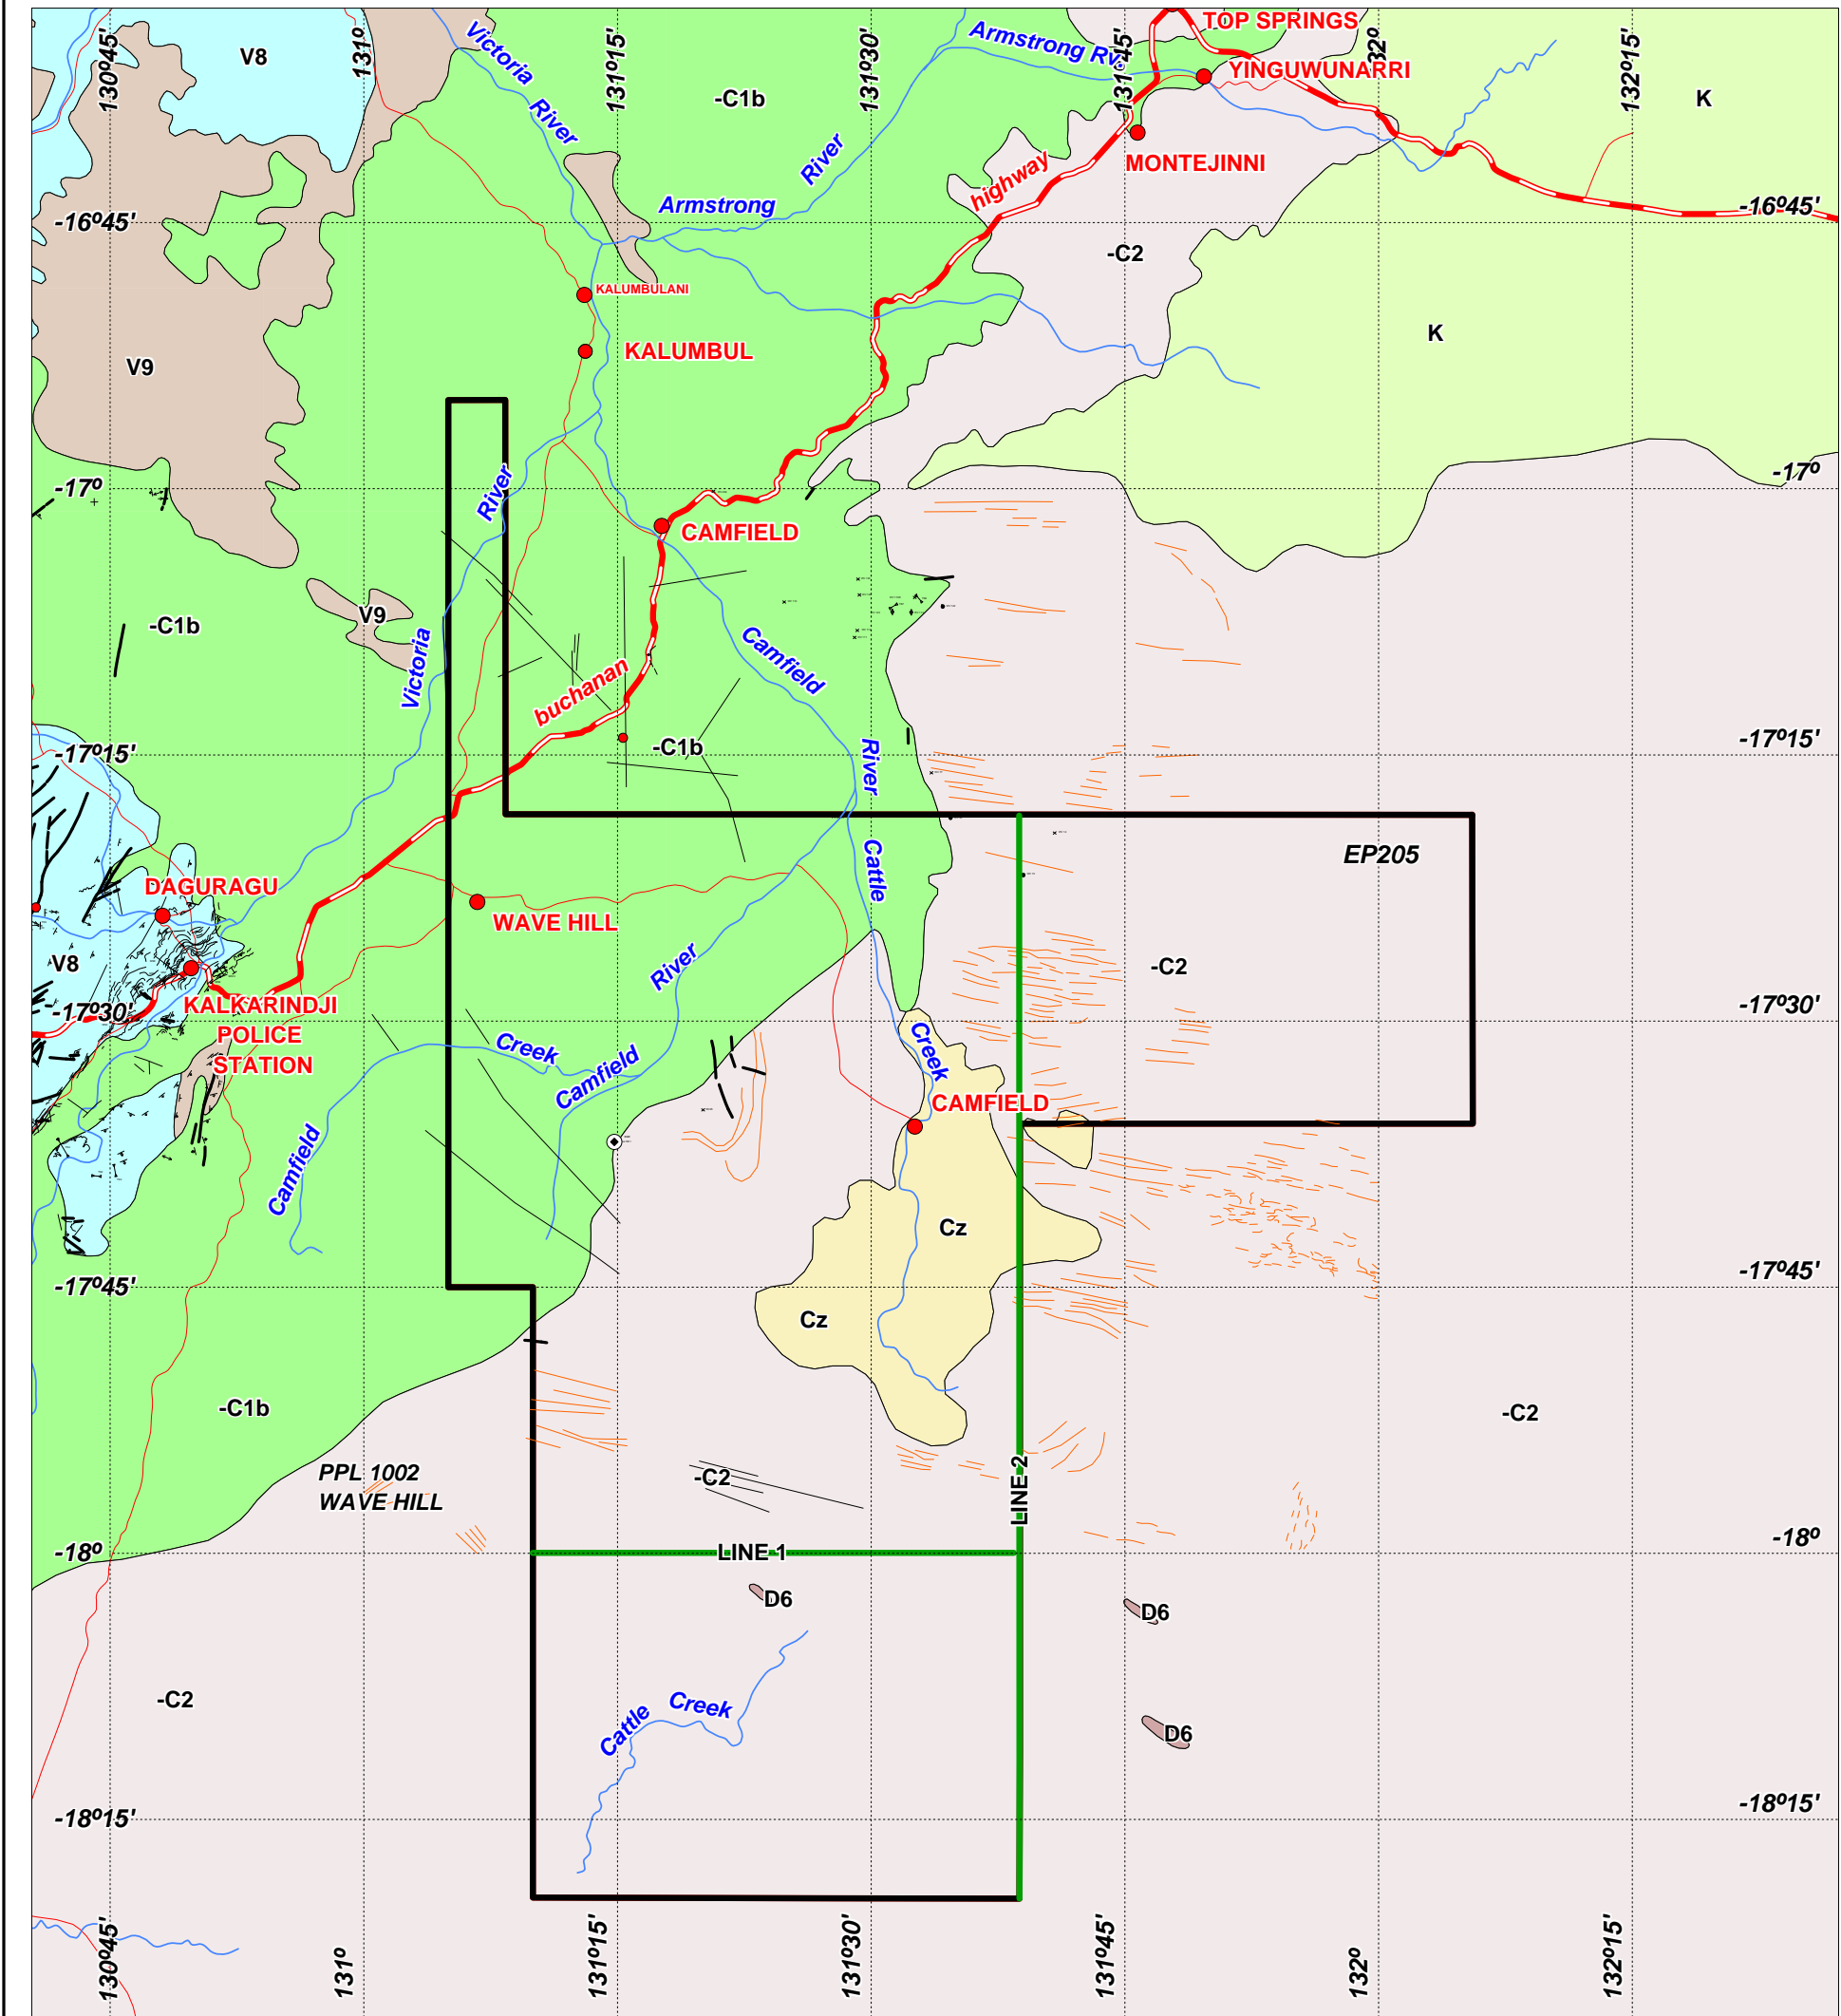 TOP SPRINGS
130º45'
131º
131º15'
131º30'
131º45'
132º
132º15'
V8
Victoria
River
-C1b
Armstrong Rv.
YINGUWUNARRI
K
River
highway
MONTEJINNI
Armstrong
-16º45'
-16º45'
-C2
KALUMBULANI
K
KALUMBUL
V9
-17º
-17º
River
CAMFIELD
V9
-C1b
Victoria
Camfield
buchanan
-C1b
River
-17º15'
-17º15'
EP205
Cattle
DAGURAGU
WAVE HILL
V8
River
-C2
KALKARINDJI
POLICE
STATION
-17º30'
-17º30'
Creek
Creek
Camfield
CAMFIELD
Camfield
Cz
-17º45'
-17º45'
Cz
-C1b
-C2
PPL 1002
WAVE HILL
-C2
LINE 2
-18º
LINE 1
-18º
D6
D6
-C2
Cattle
Creek
D6
-18º15'
-18º15'
130º45'
131º
131º15'
131º30'
131º45'
132º
132º15'